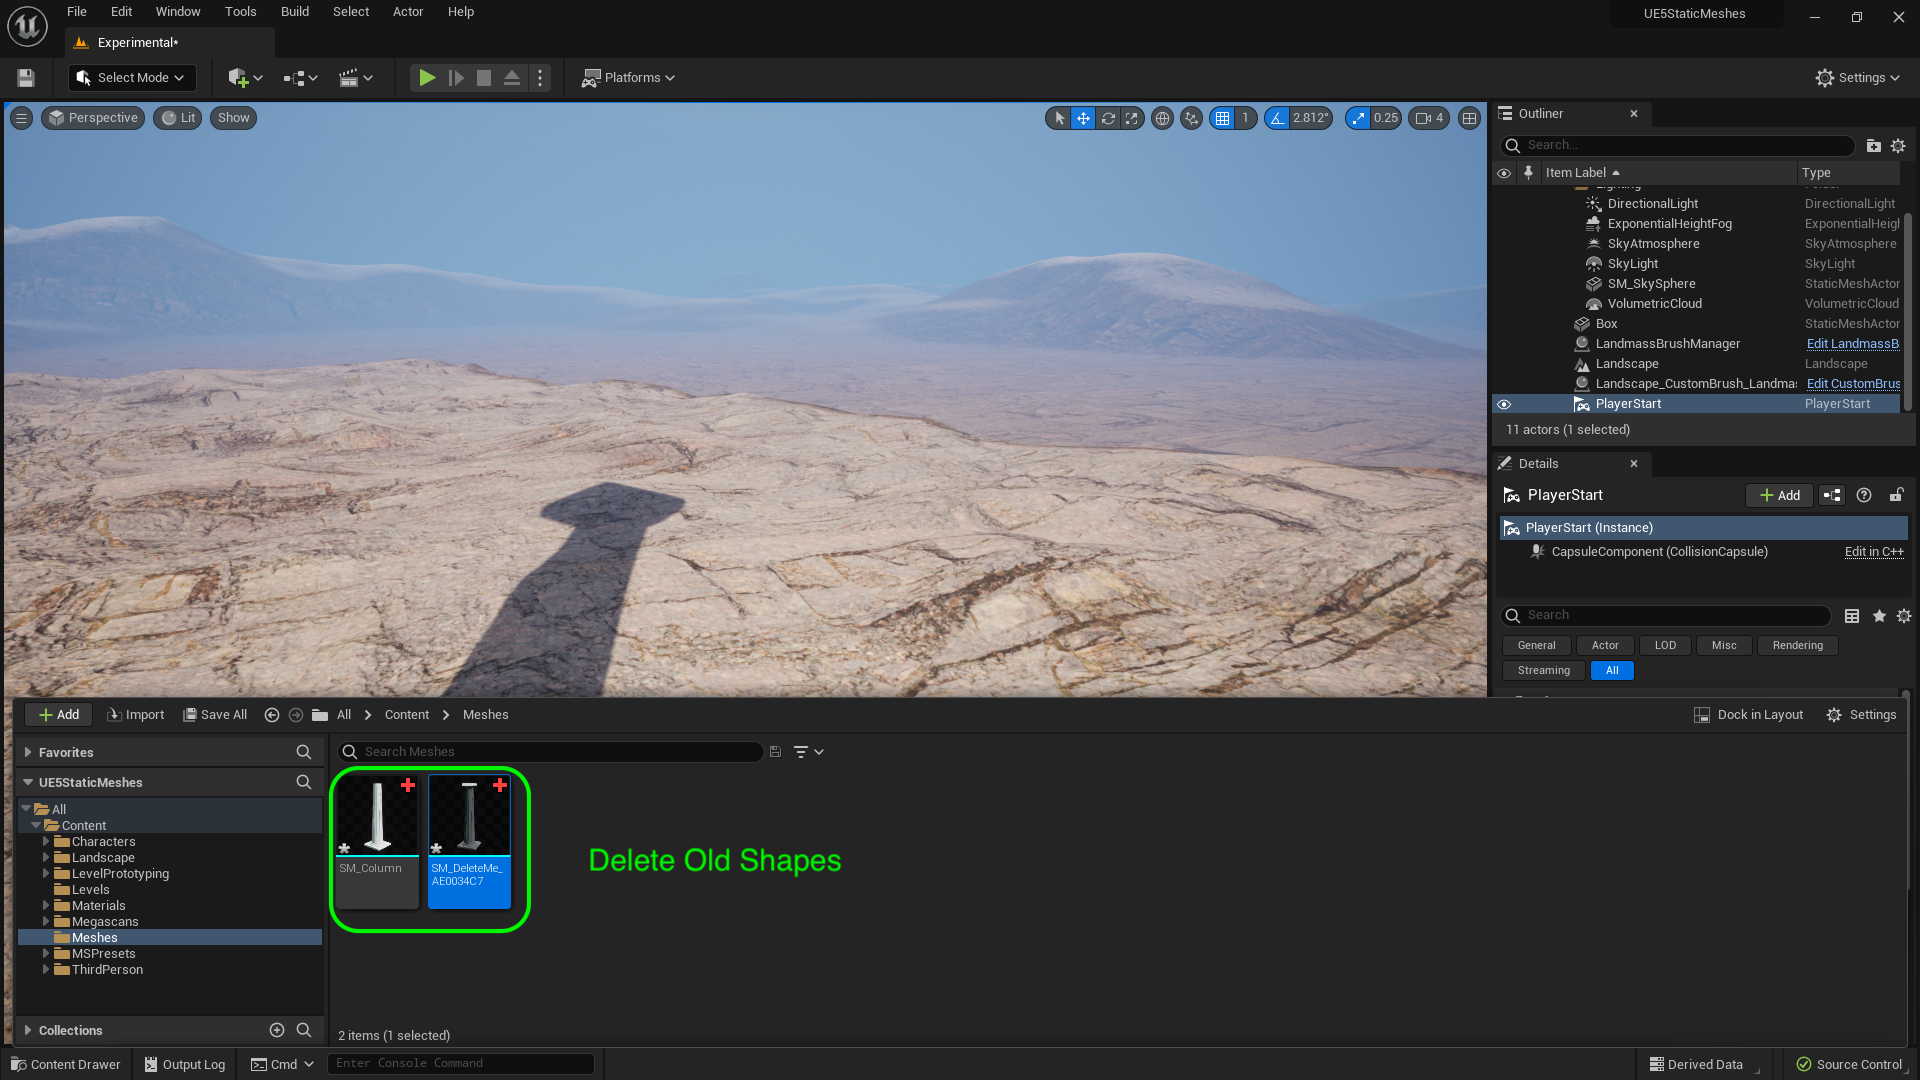 File Edit Window Tools Build Select Actor Help
UE5StaticMeshes
Experimental*
Select Mode
Platforms
Settings
Perspective
Lit
Show
1
2.812°
0.25
4
Outliner
Search...
Item Label
Type
Lighting
Folder
DirectionalLight
DirectionalLight
ExponentialHeightFog
ExponentialHeigl
SkyAtmosphere
SkyAtmosphere
SkyLight
SkyLight
SM_SkySphere
StaticMeshActor
VolumetricCloud
VolumetricCloud
Box
StaticMeshActor
LandmassBrushManager
Edit LandmassB
Landscape
Landscape
Landscape_CustomBrush_Landma
Edit CustomBrus
PlayerStart
PlayerStart
11 actors (1 selected)
Details
PlayerStart
Add
PlayerStart (Instance)
CapsuleComponent (CollisionCapsule)
Edit in C++
Search
General
Actor
LOD
Misc
Rendering
Streaming
All
Add
Import
Save All
All
Content
Meshes
Dock in Layout
Settings
Favorites
UE5StaticMeshes
All
Content
Characters
Landscape
LevelPrototyping
Levels
Materials
Megascans
Meshes
MSPresets
ThirdPerson
Collections
Search Meshes
SM_Column
SM_DeleteMe_
AE0034C7
Delete Old Shapes
2 items (1 selected)
Content Drawer
Output Log
Cmd
Enter Console Command
Derived Data
Source Control